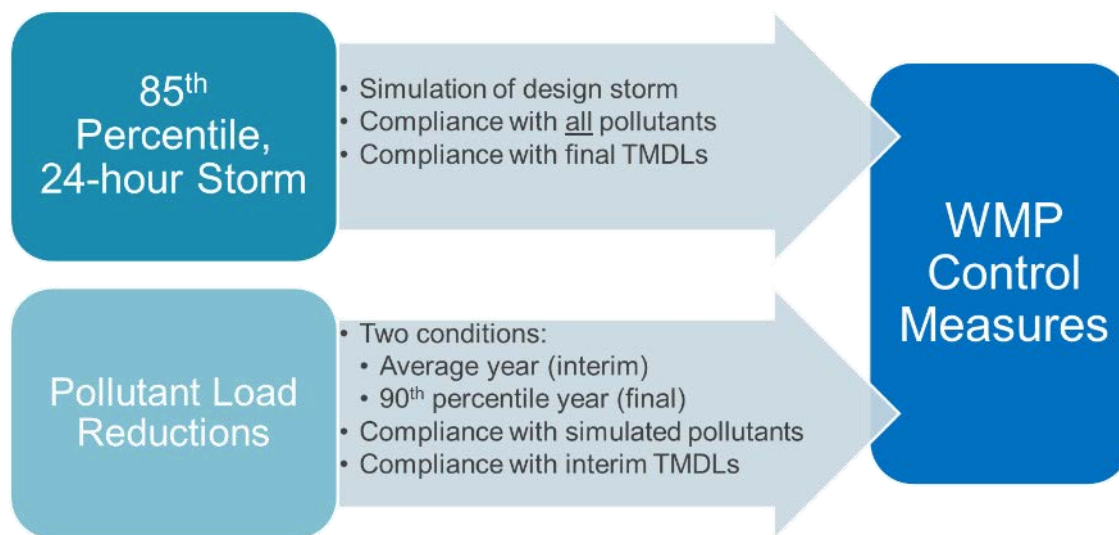 85th
Percentile,
24-hour Storm
• Simulation of design storm
• Compliance with all pollutants
• Compliance with final TMDLs
Pollutant Load
Reductions
• Two conditions:
• Average year (interim)
• 90th percentile year (final)
• Compliance with simulated pollutants
• Compliance with interim TMDLs
WMP
Control
Measures